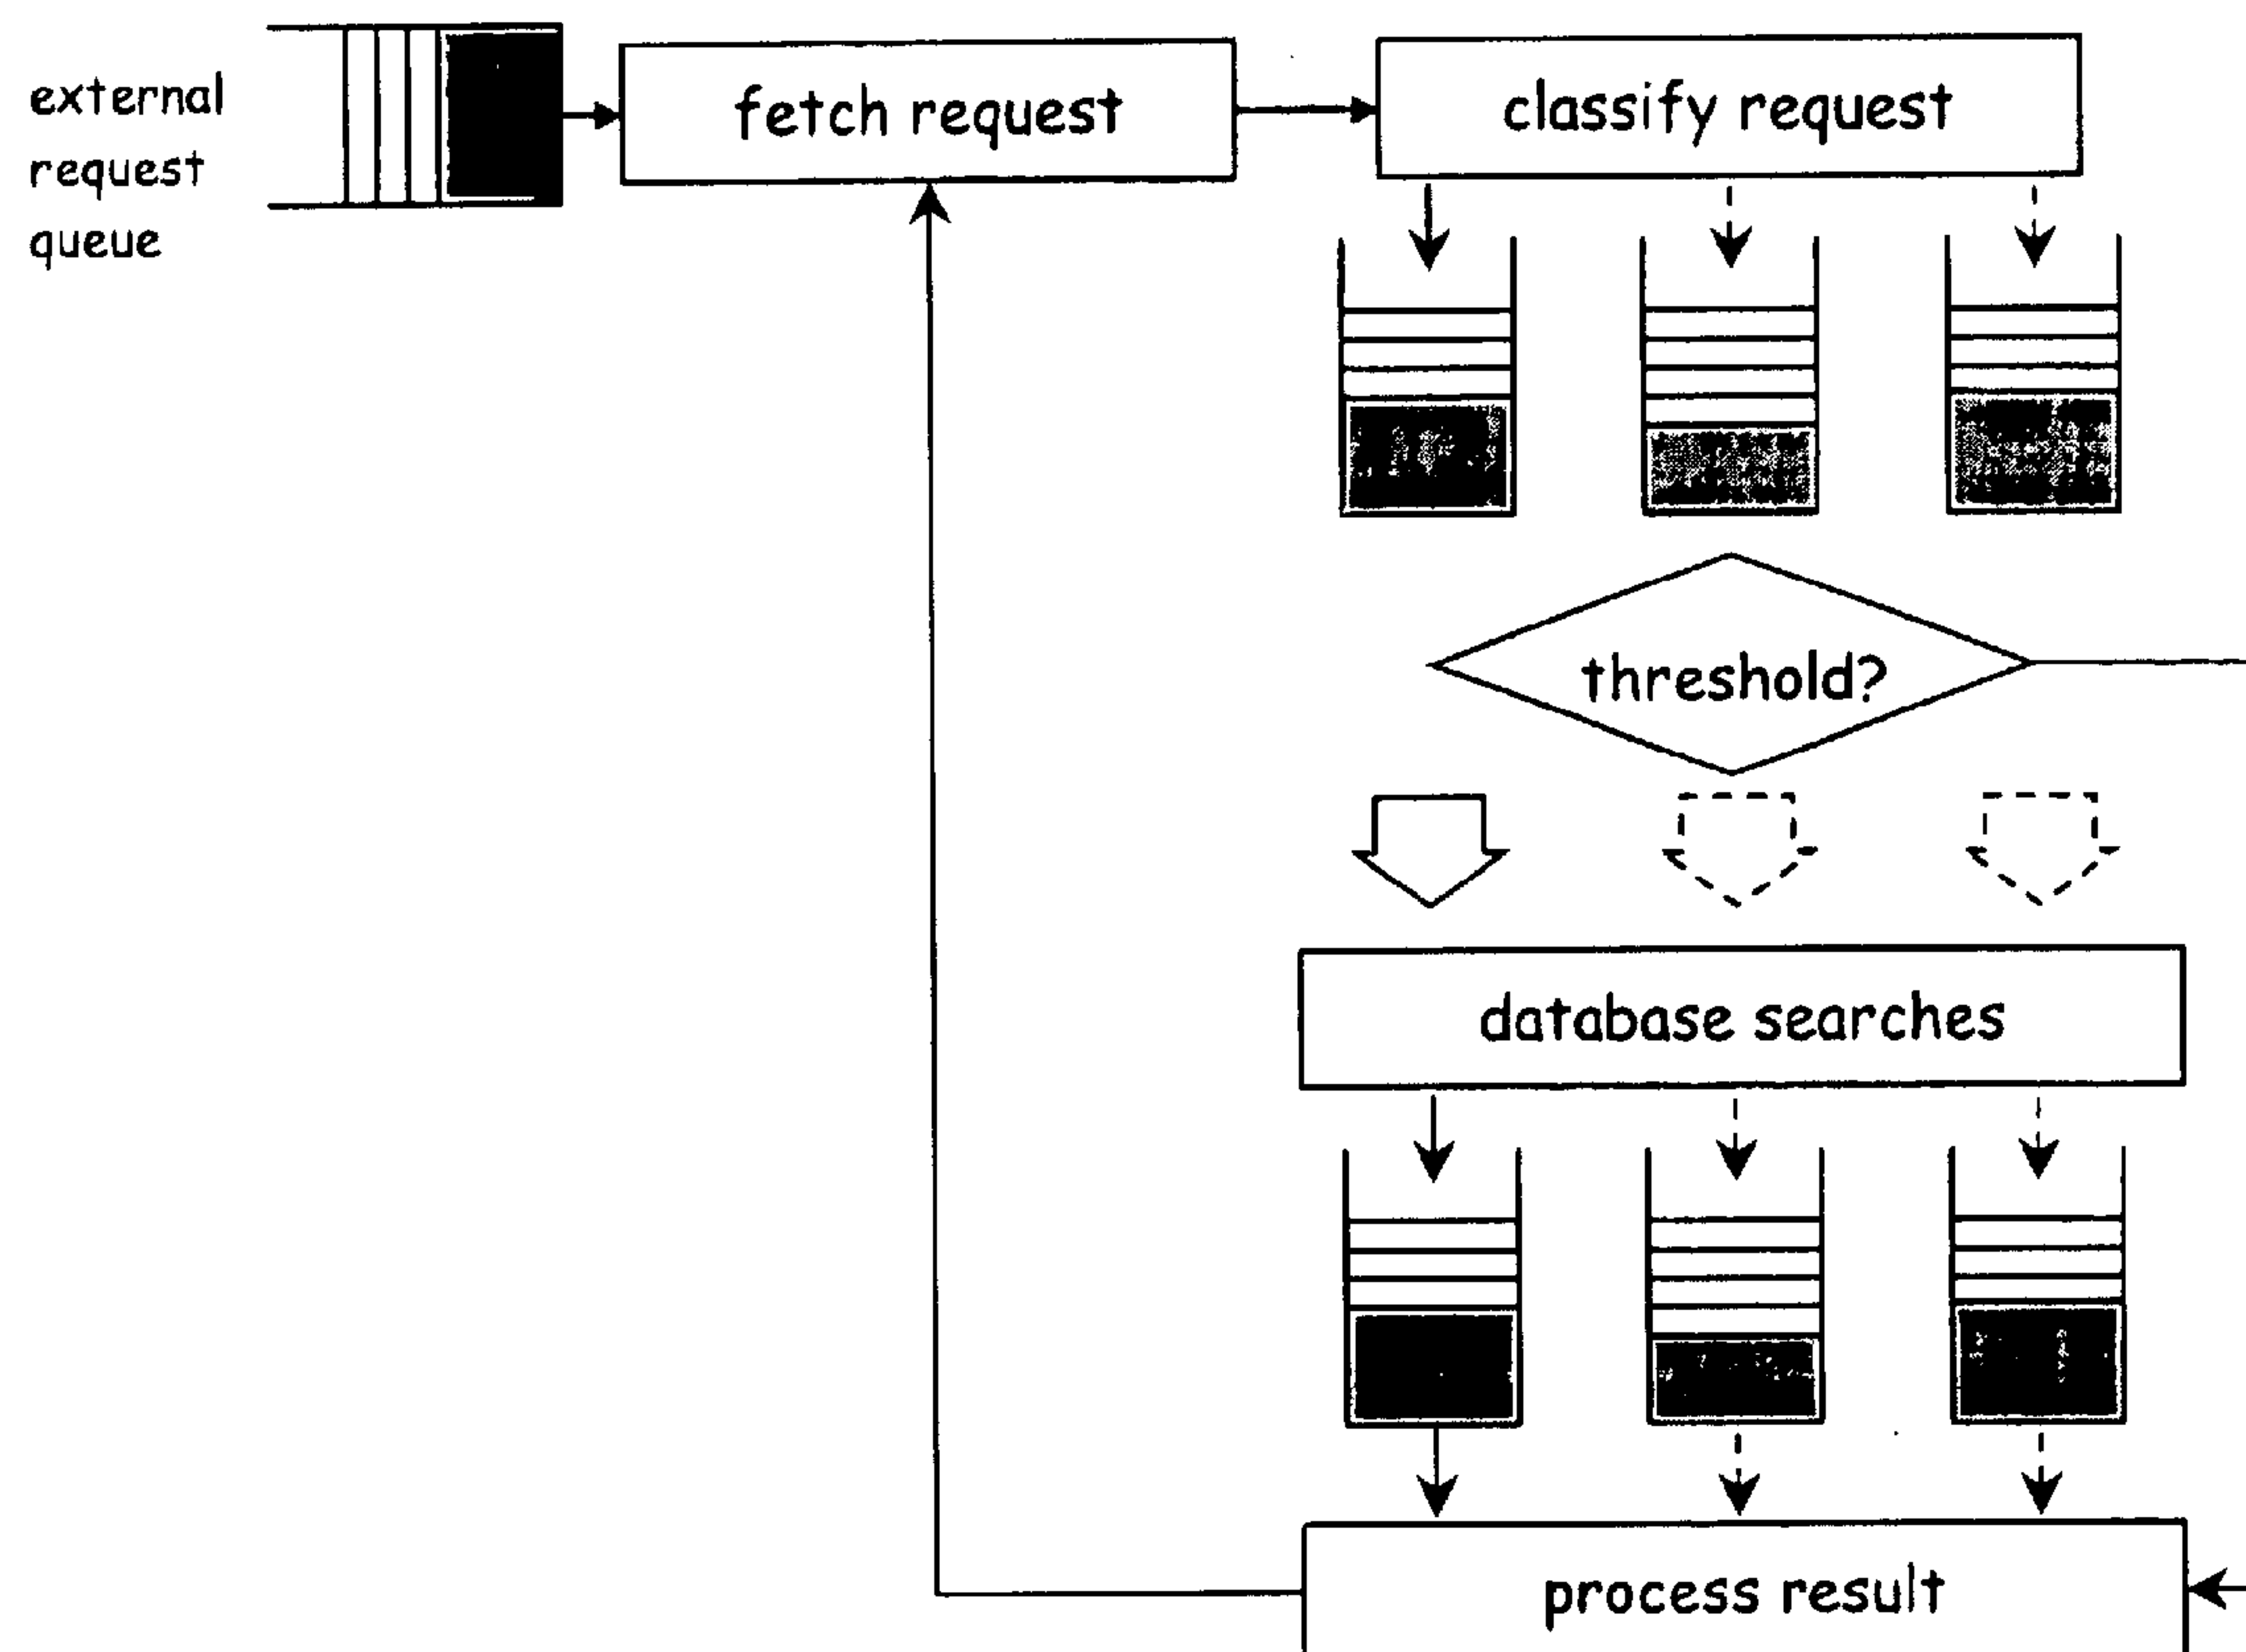 external
request
queue
fetch request
classify request
threshold?
database searches
process result